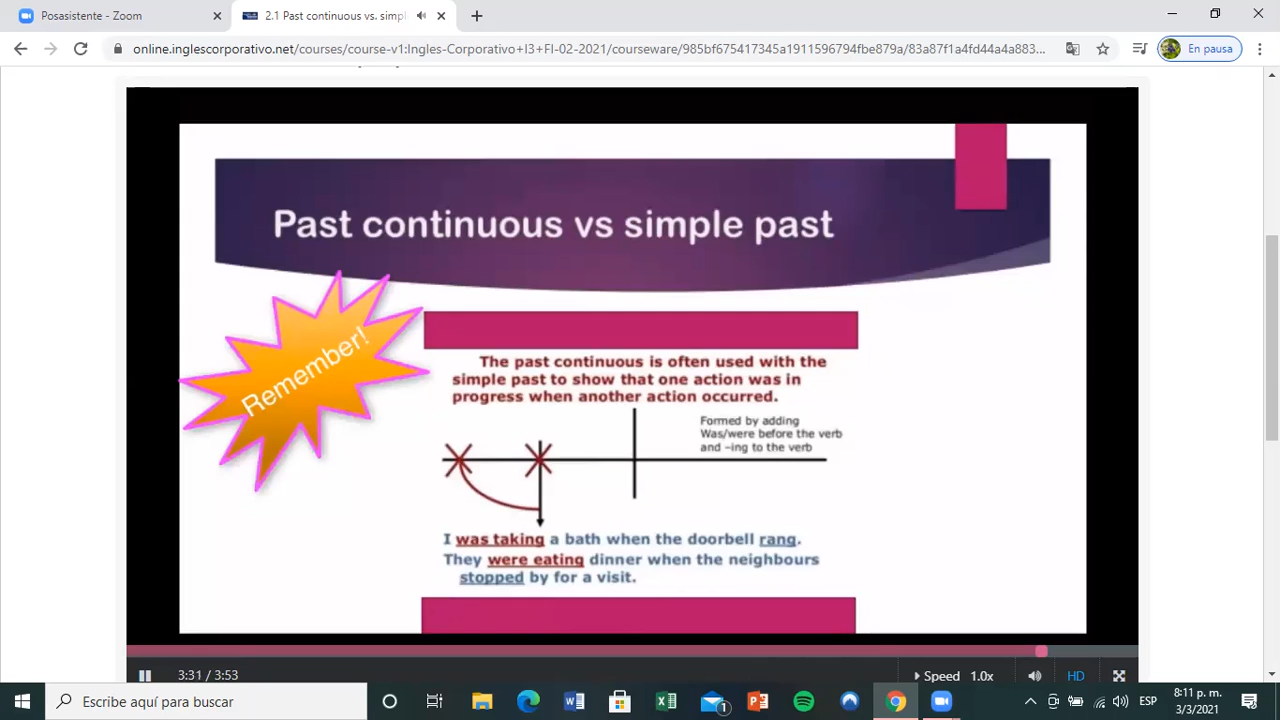 Posasistente - Zoom
2.1 Past continuous vs. simpl
online.inglescorporativo.net/courses/course-v1:Ingles-Corporativo+I3+FI-02-2021/courseware/985bf675417345a1911596794fbe879a/83a87f1a4fd44a4a883...
En pausa
Past continuous vs simple past
Remember!
The past continuous is often used with the
simple past to show that one action was in
progress when another action occurred.
Formed by adding
Was/were before the verb
and –ing to the verb
I was taking a bath when the doorbell rang.
They were eating dinner when the neighbours
stopped by for a visit.
3:31 / 3:53
Speed 1.0x
HD
Escribe aquí para buscar
1
ESP
8:11 p. m.
3/3/2021